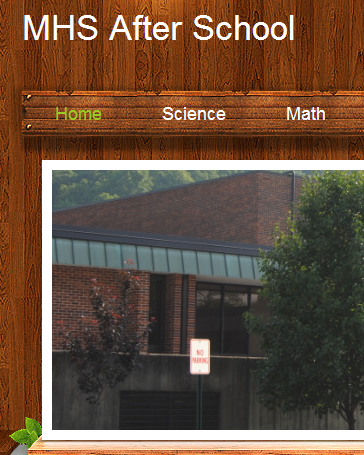 MHS After School
Home Science Math
NO
PARKING